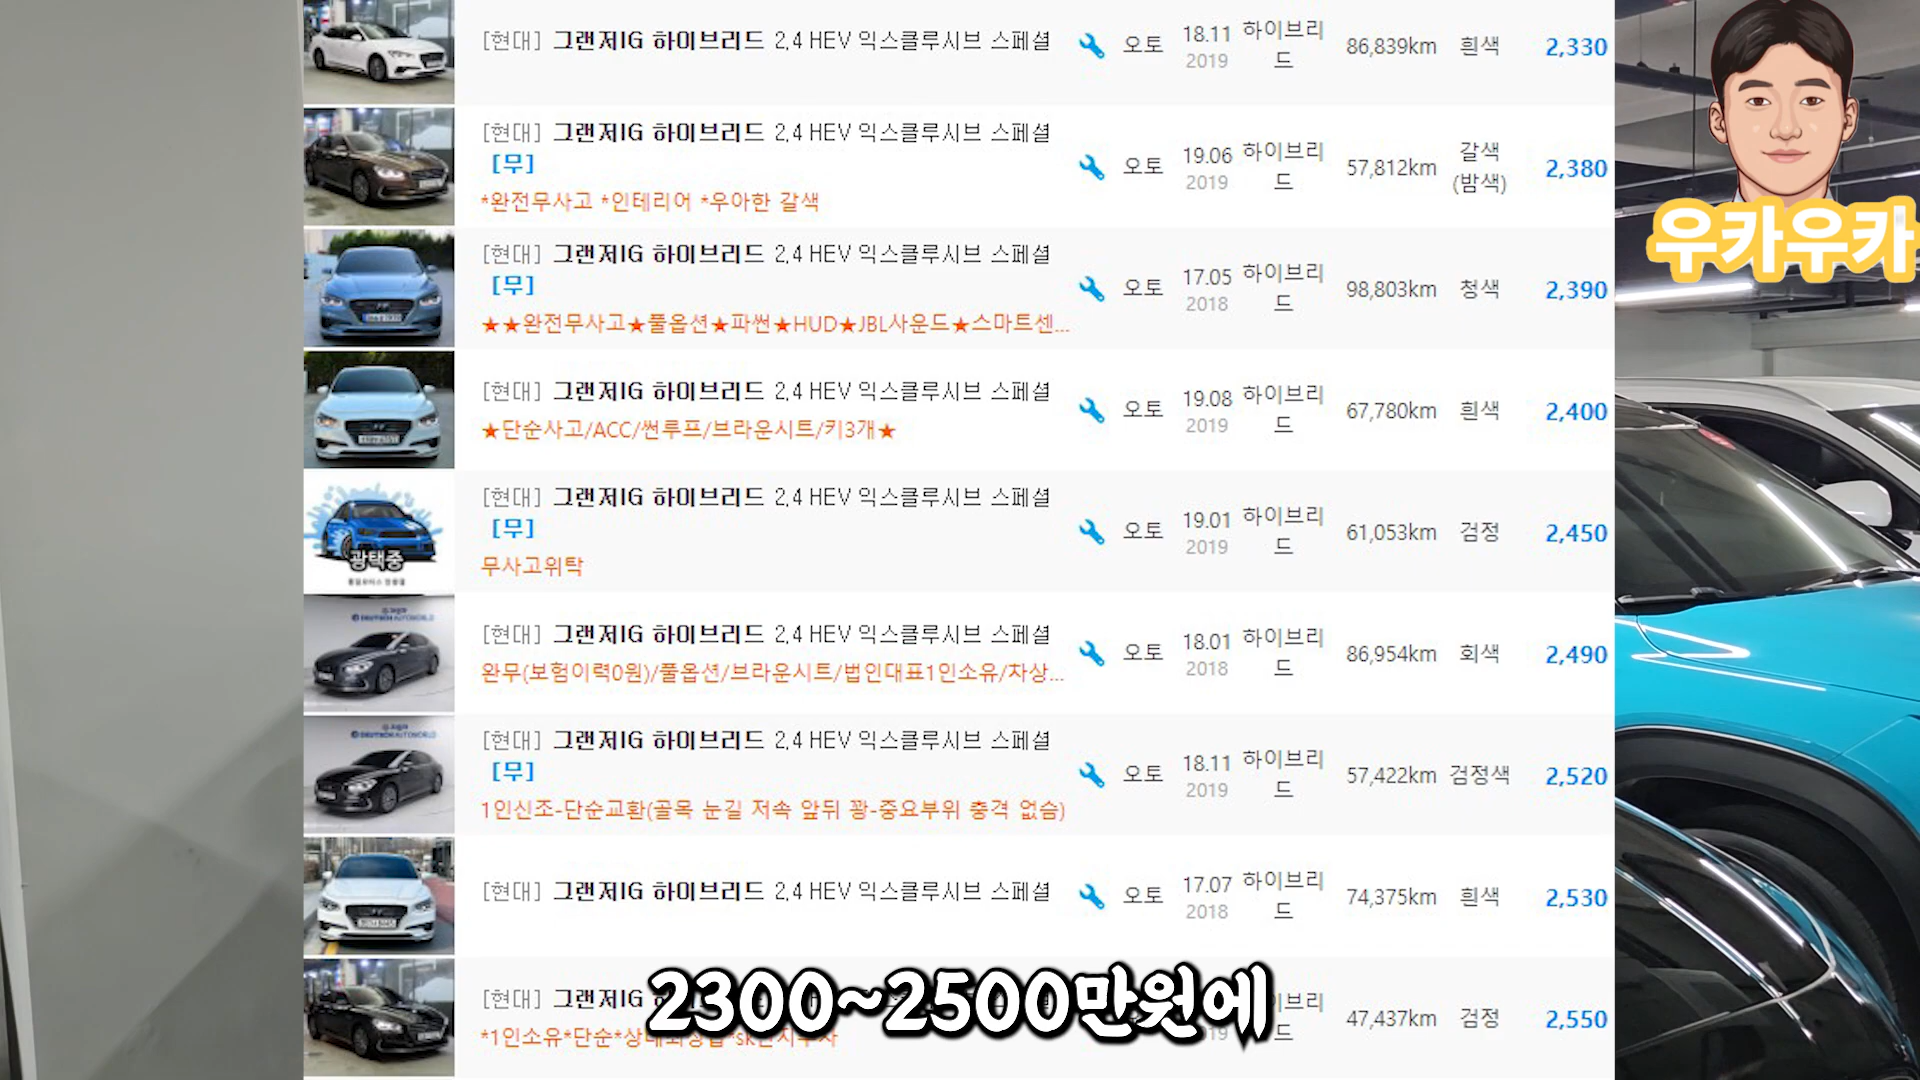 [현대] 그랜저IG 하이브리드 2.4 HEV 익스클루시브 스페셜 오토 18.11 2019 하이브리드 86,839km 흰색 2,330
우카우카
[현대] 그랜저IG 하이브리드 2.4 HEV 익스클루시브 스페셜
[무] 오토 19.06 2019 하이브리드 57,812km 갈색(밤색) 2,380
*완전무사고 *인테리어 *우아한 갈색
[현대] 그랜저IG 하이브리드 2.4 HEV 익스클루시브 스페셜
[무] 오토 17.05 2018 하이브리드 98,803km 청색 2,390
★★완전무사고★풀옵션★파썬★HUD★JBL사운드★스마트센...
[현대] 그랜저IG 하이브리드 2.4 HEV 익스클루시브 스페셜 오토 19.08 2019 하이브리드 67,780km 흰색 2,400
★단순사고/ACC/썬루프/브라운시트/키3개★
[현대] 그랜저IG 하이브리드 2.4 HEV 익스클루시브 스페셜
[무] 오토 19.01 2019 하이브리드 61,053km 검정 2,450
무사고위탁
광택중
[현대] 그랜저IG 하이브리드 2.4 HEV 익스클루시브 스페셜 오토 18.01 2018 하이브리드 86,954km 회색 2,490
완무(보험이력0원)/풀옵션/브라운시트/법인대표1인소유/차상...
[현대] 그랜저IG 하이브리드 2.4 HEV 익스클루시브 스페셜
[무] 오토 18.11 2019 하이브리드 57,422km 검정색 2,520
1인신조-단순교환(골목 눈길 저속 앞뒤 쾅-중요부위 충격 없슴)
[현대] 그랜저IG 하이브리드 2.4 HEV 익스클루시브 스페셜 오토 17.07 2018 하이브리드 74,375km 흰색 2,530
[현대] 그랜저IG 47,437km 검정 2,550
*1인소유*단순*
2300~2500만원에